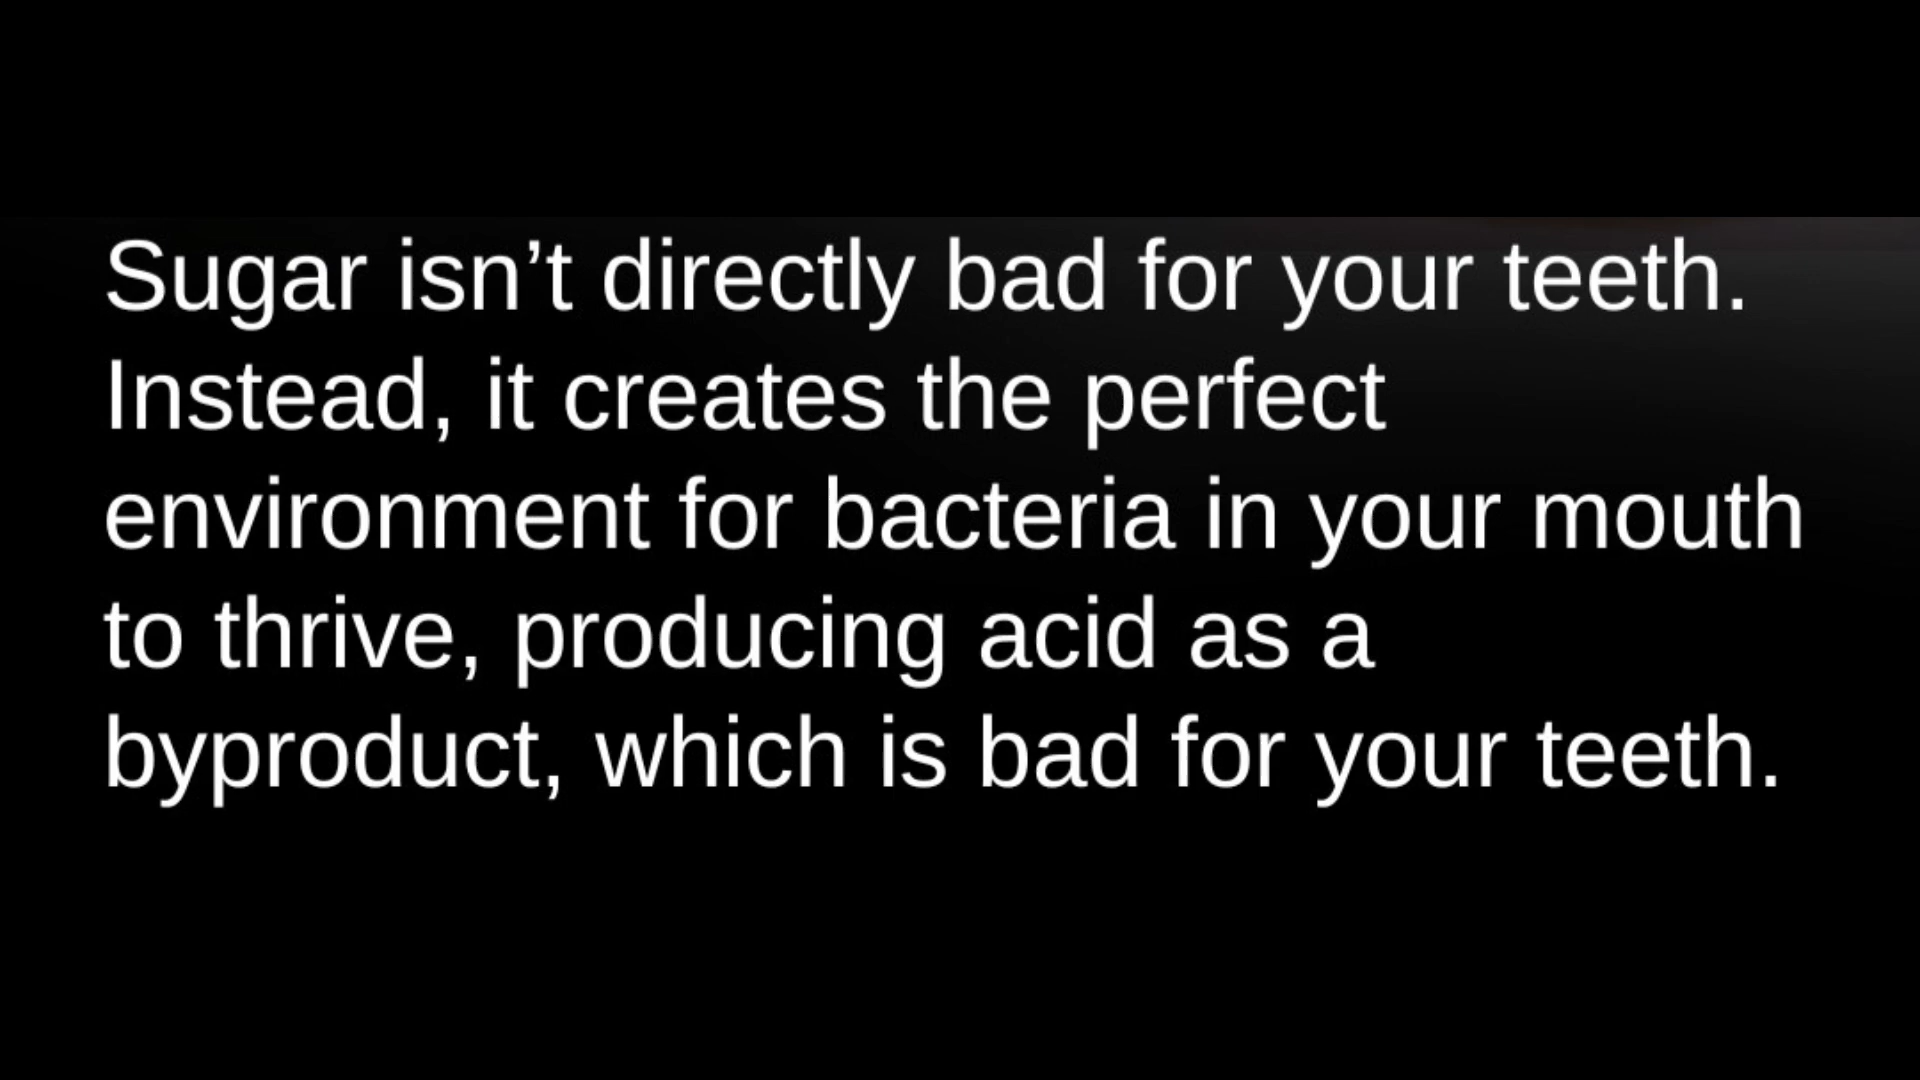 Sugar isn’t directly bad for your teeth.
Instead, it creates the perfect
environment for bacteria in your mouth
to thrive, producing acid as a
byproduct, which is bad for your teeth.